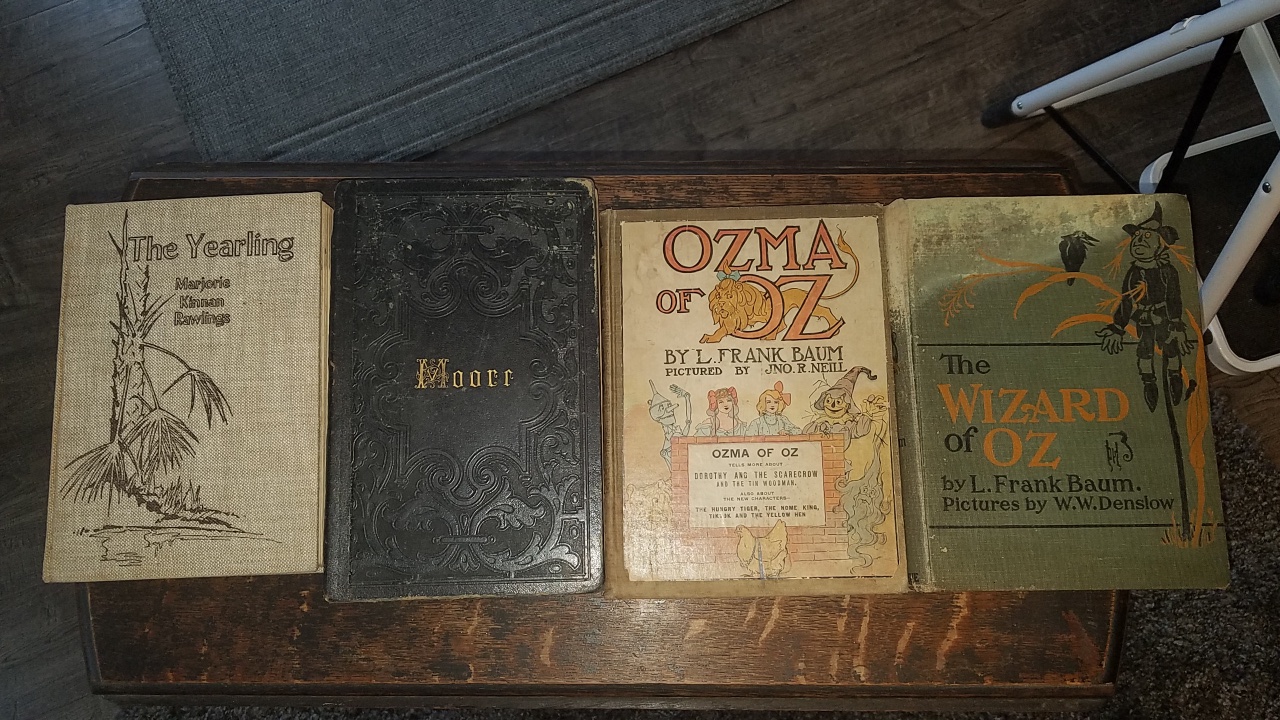 The Yearling
Marjorie
Kinnan
Rawlings
Moore
OZMA
OF OZ
BY L. FRANK BAUM
PICTURED BY JNO. R. NEILL
OZMA OF OZ
TELLS MORE ABOUT
DOROTHY AND THE SCARECROW
AND THE TIN WOODMAN,
ALSO ABOUT
THE NEW CHARACTERS—
THE HUNGRY TIGER, THE NOME KING,
TIKTOK AND THE YELLOW HEN
The
WIZARD
of OZ
by L. Frank Baum.
Pictures by W.W. Denslow